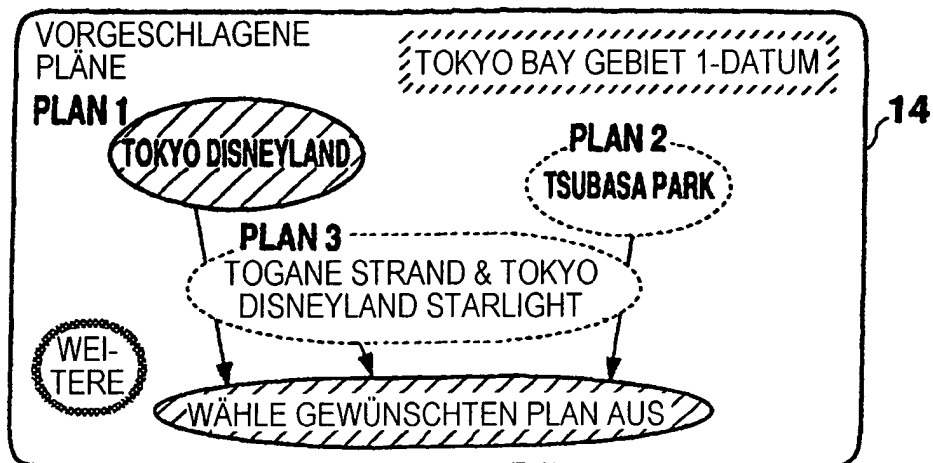 VORGESCHLAGENE
PLÄNE
TOKYO BAY GEBIET 1-DATUM
14
PLAN 1
TOKYO DISNEYLAND
PLAN 2
TSUBASA PARK
PLAN 3
TOGANE STRAND & TOKYO
DISNEYLAND STARLIGHT
WEI-
TERE
WÄHLE GEWÜNSCHTEN PLAN AUS